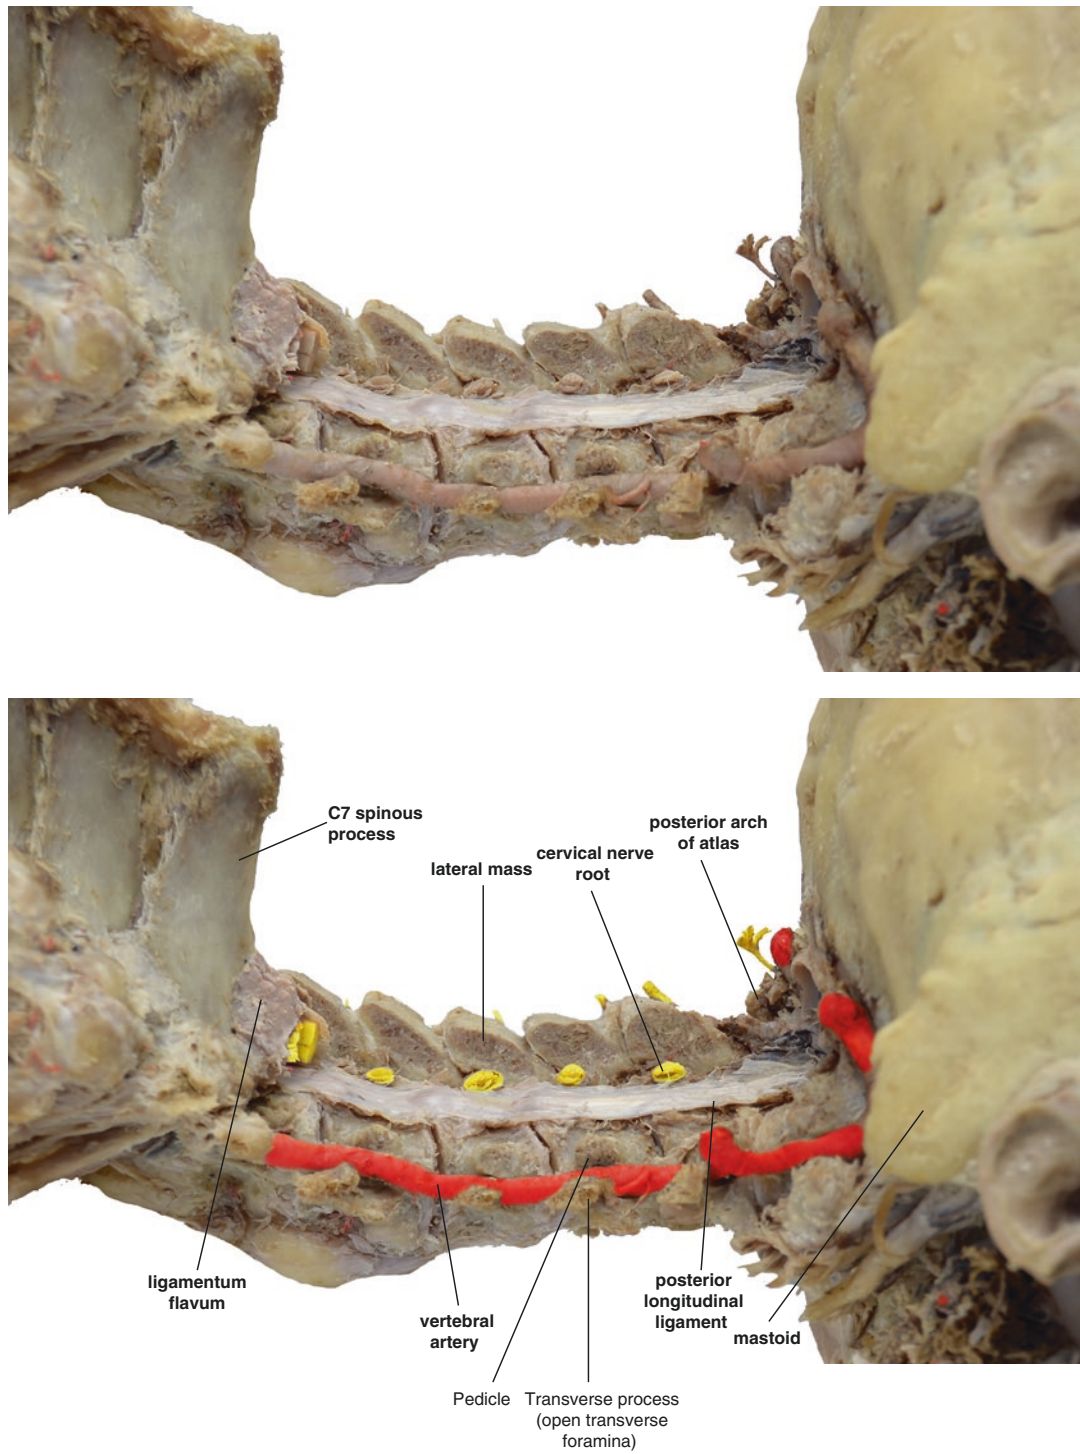 C7 spinous
process
lateral mass
cervical nerve
root
posterior arch
of atlas
ligamentum
flavum
vertebral
artery
posterior
longitudinal
ligament
mastoid
Pedicle
Transverse process
(open transverse
foramina)